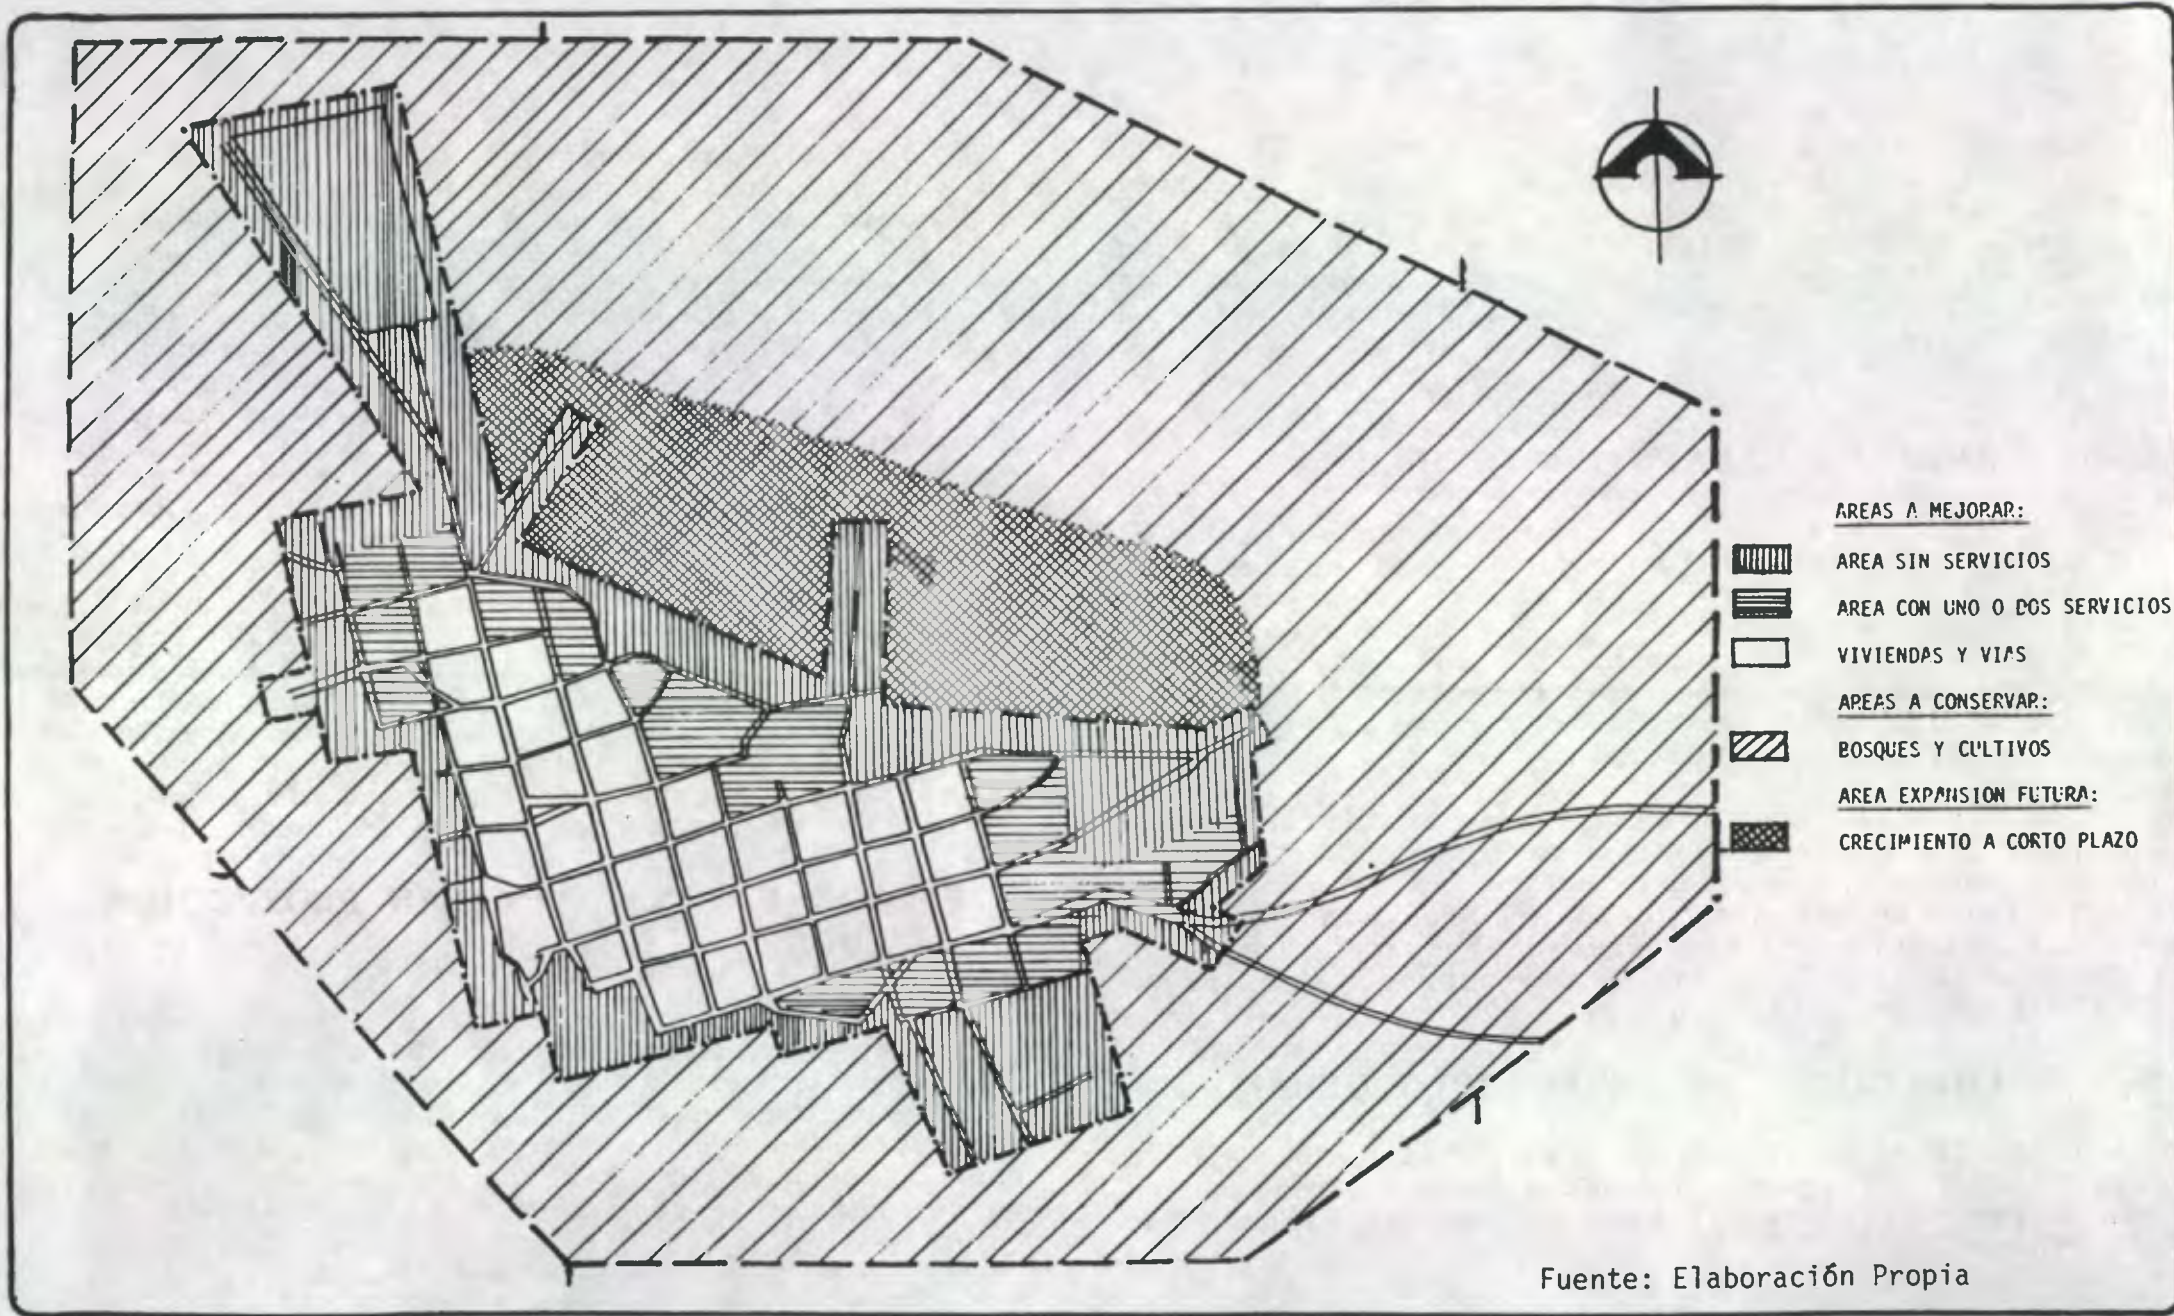 AREAS A MEJORAR:
AREA SIN SERVICIOS
AREA CON UNO O DOS SERVICIOS
VIVIENDAS Y VIAS
AREAS A CONSERVAR:
BOSQUES Y CULTIVOS
AREA EXPANSION FUTURA:
CRECIMIENTO A CORTO PLAZO
Fuente: Elaboración Propia